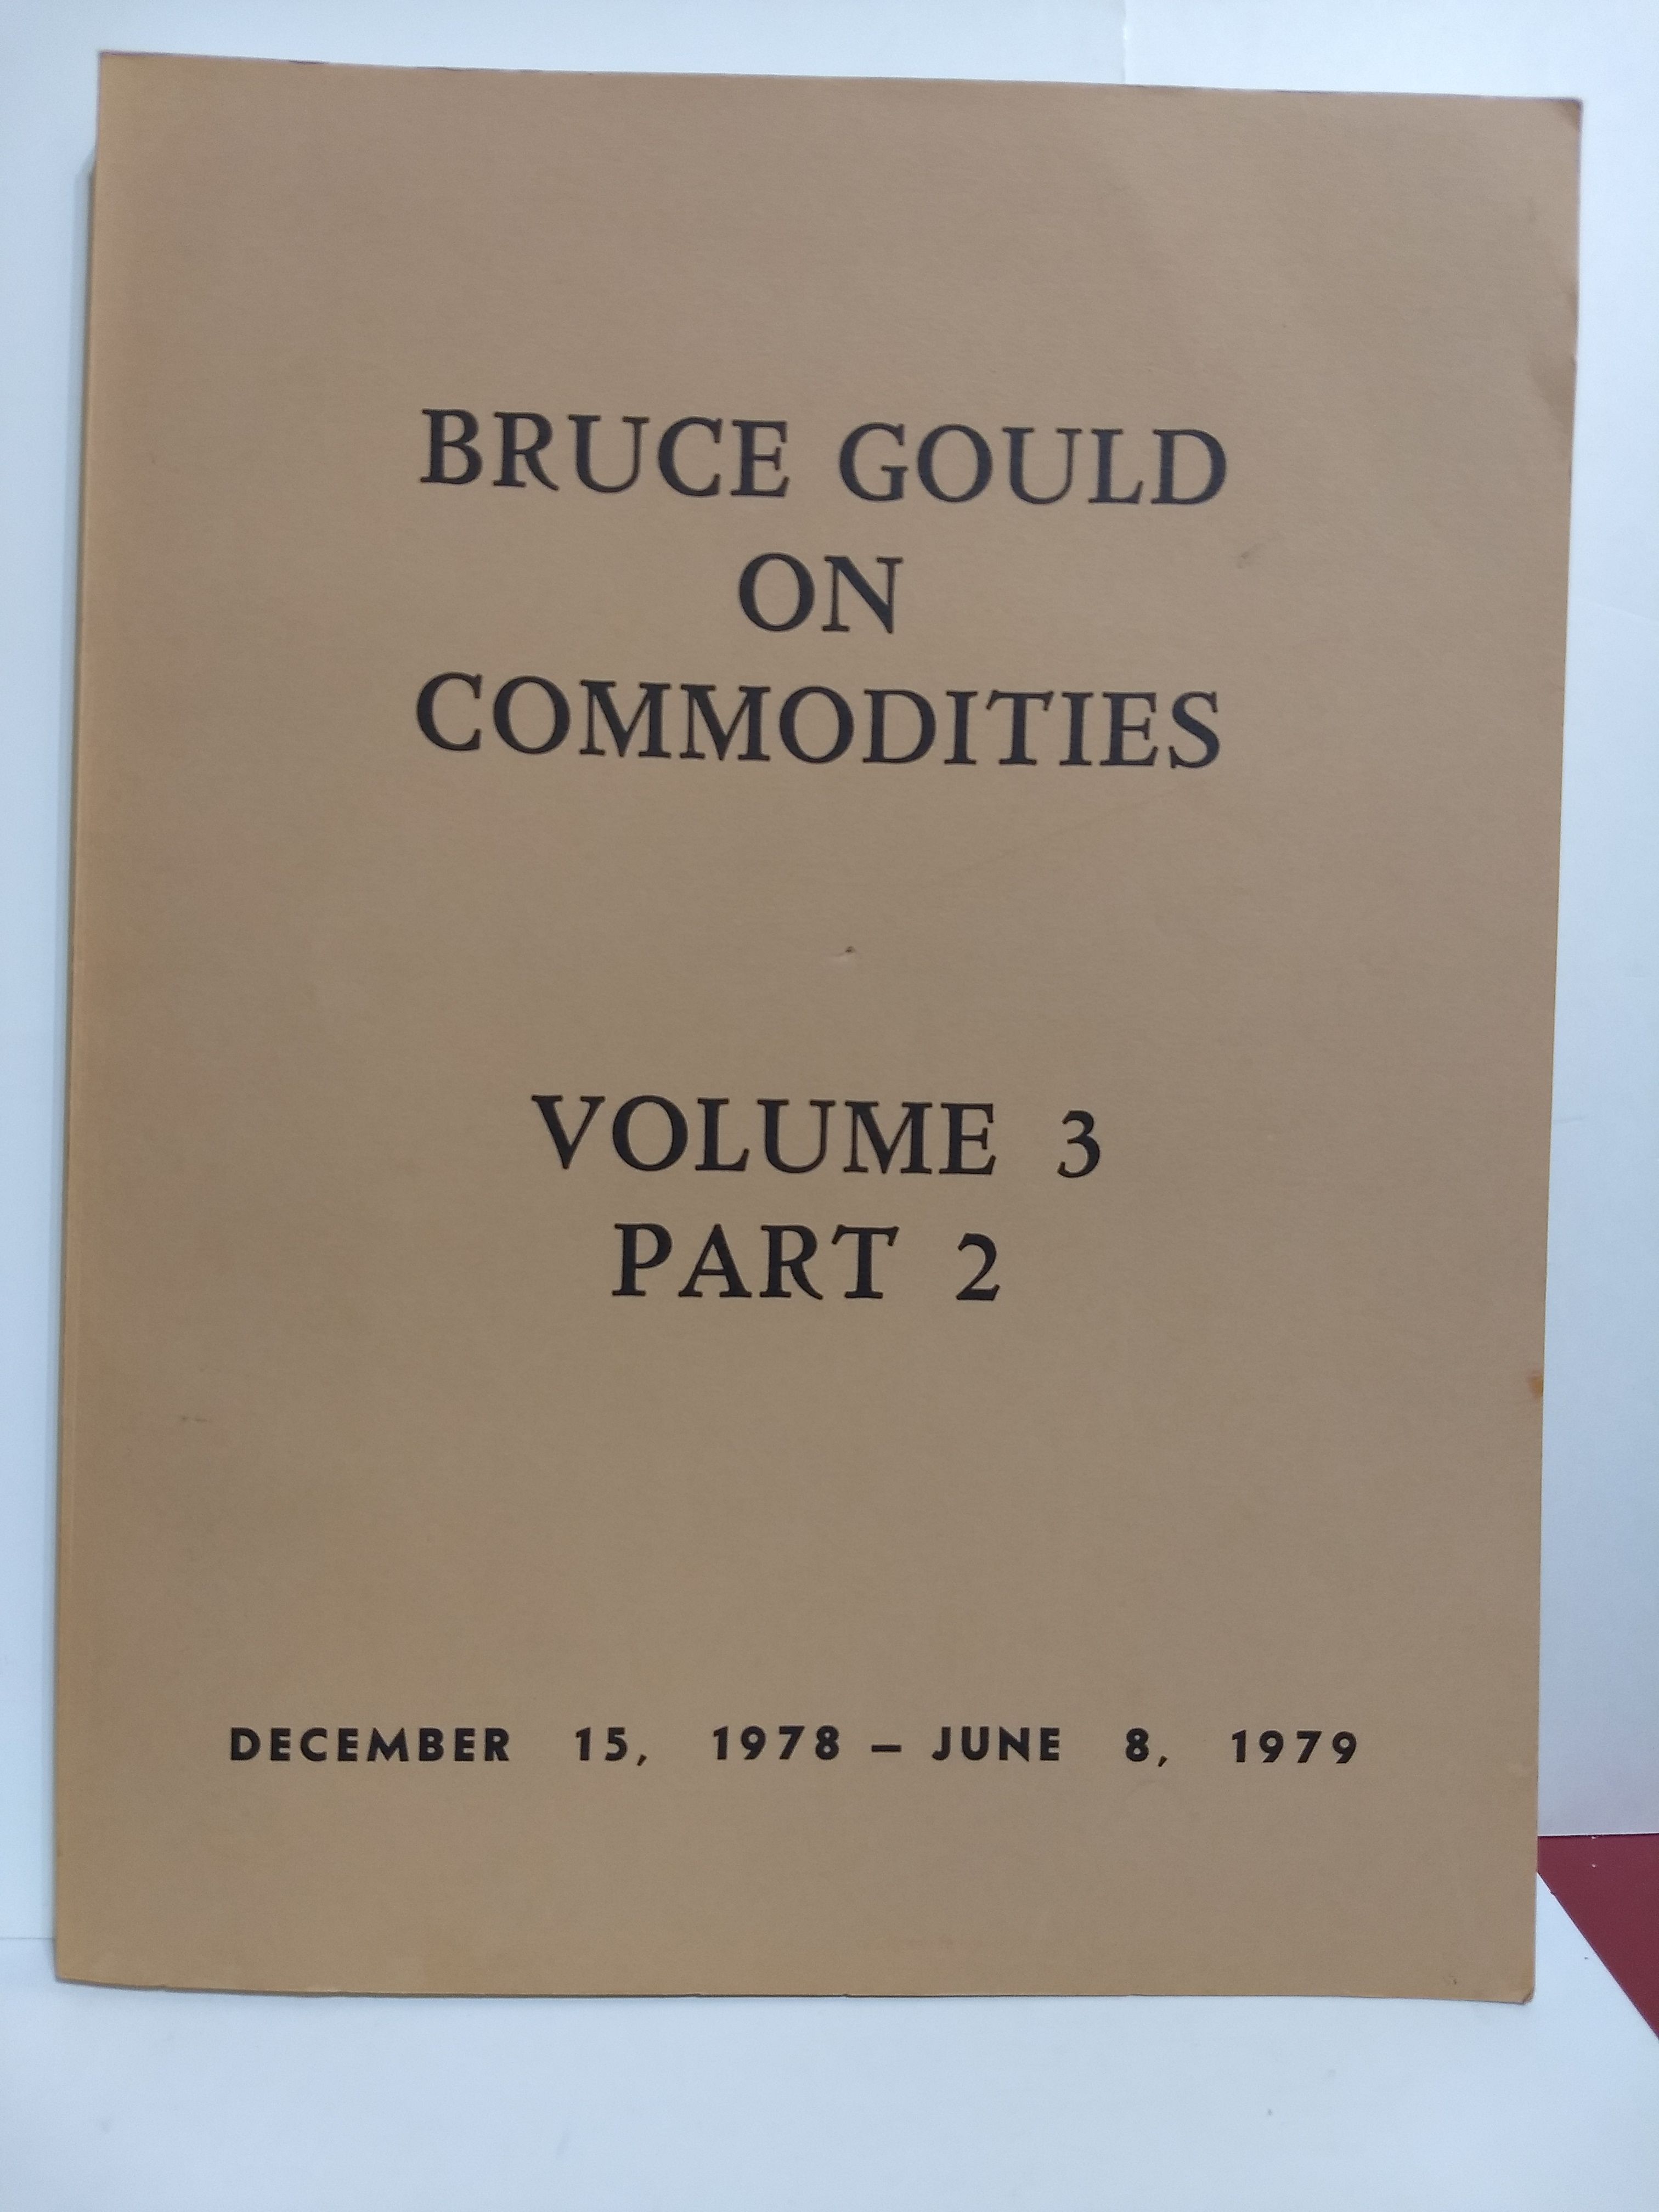 BRUCE GOULD
ON
COMMODITIES
VOLUME 3
PART 2
DECEMBER 15, 1978 – JUNE 8, 1979